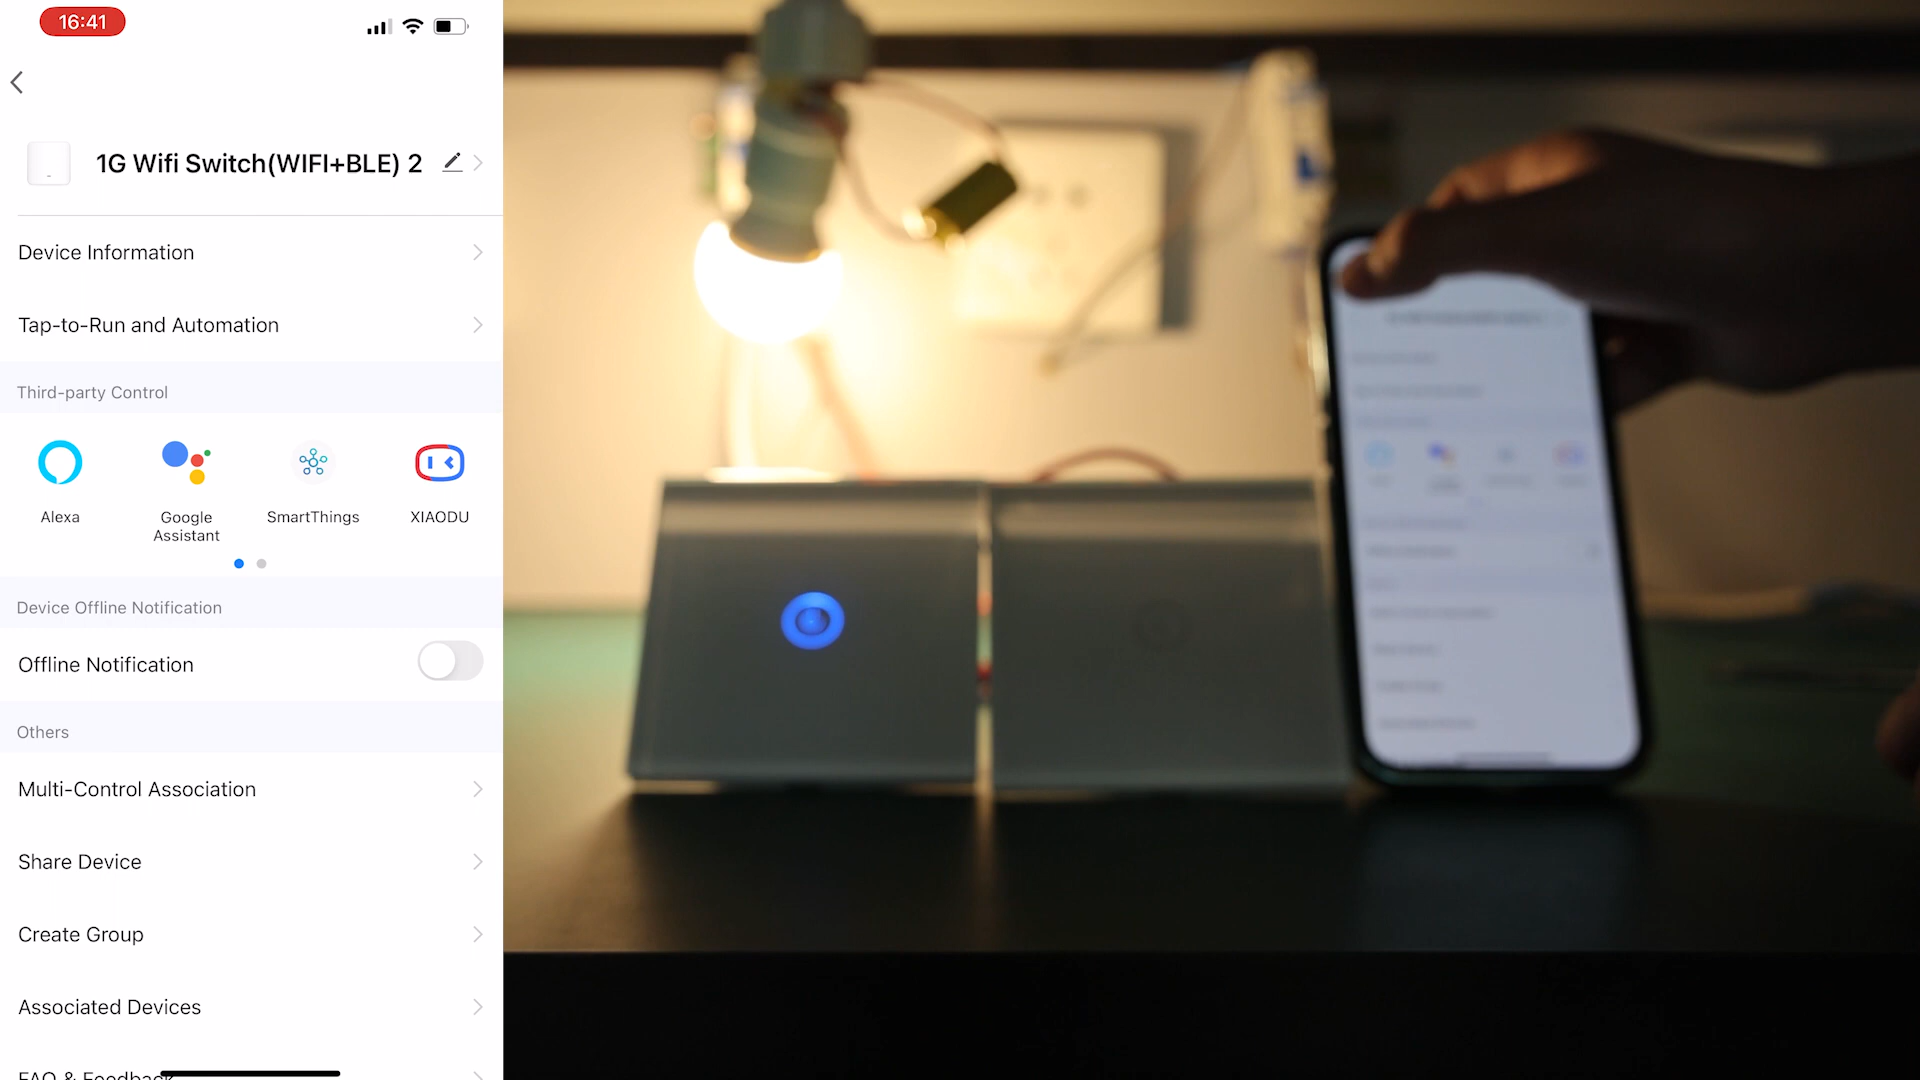 16:41
1G Wifi Switch(WIFI+BLE) 2
Device Information
Tap-to-Run and Automation
Third-party Control
Alexa
Google Assistant
SmartThings
XIAODU
Device Offline Notification
Offline Notification
Others
Multi-Control Association
Share Device
Create Group
Associated Devices
FAQ & Feedback